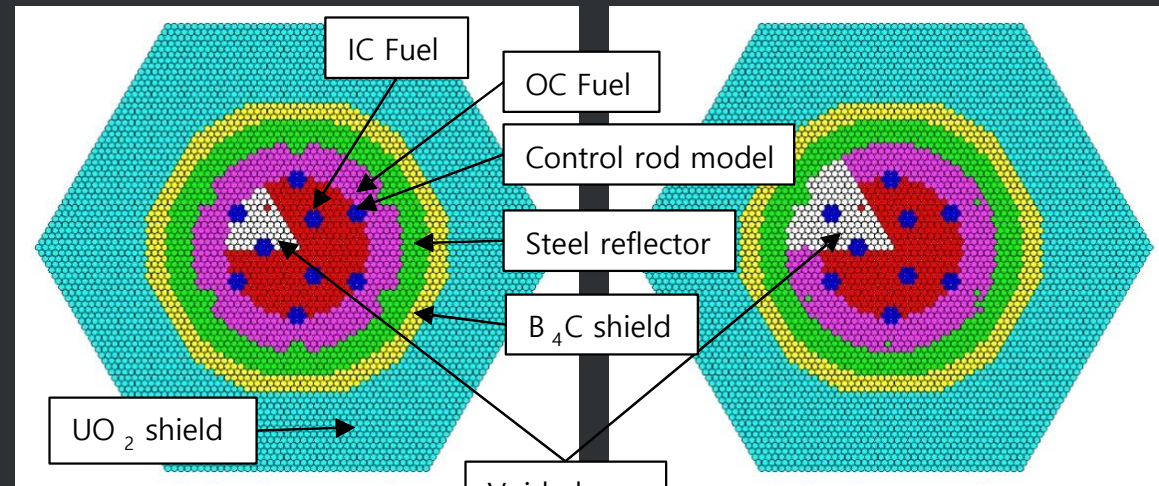 IC Fuel
OC Fuel
Control rod model
Steel reflector
B 4C shield
UO 2 shield